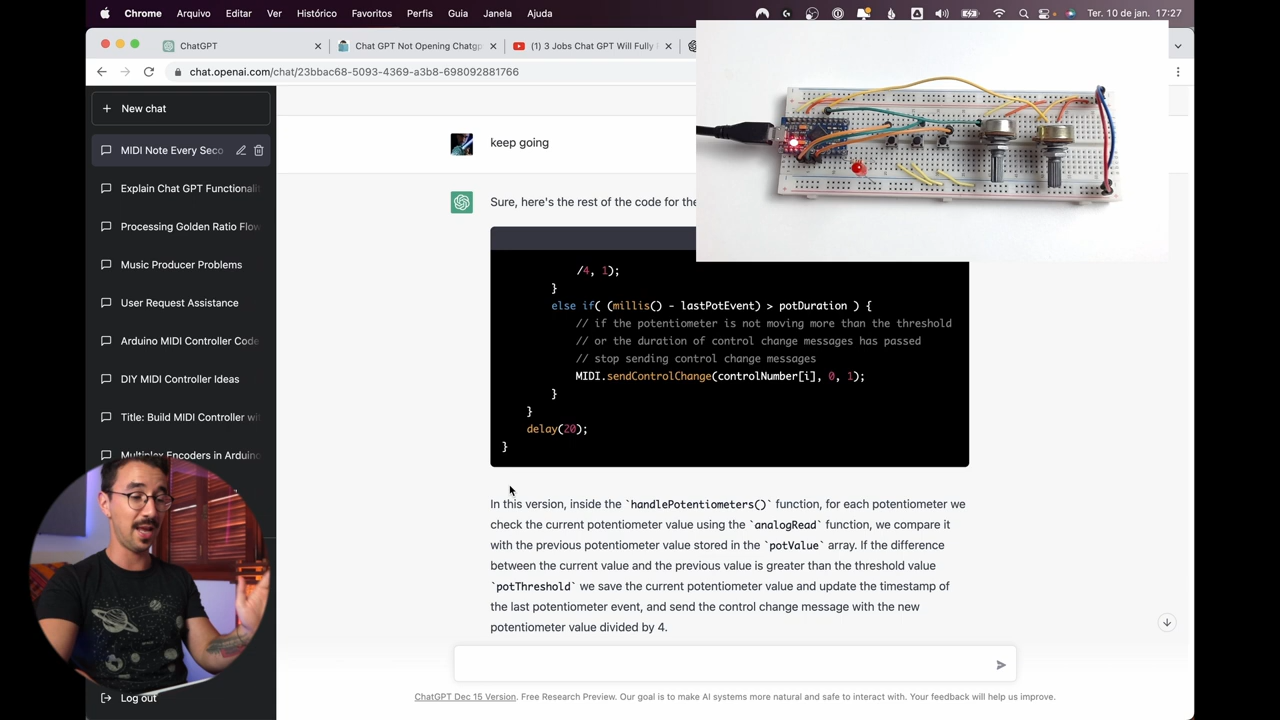 Chrome Arquivo Editar Ver Histórico Favoritos Perfis Guia Janela Ajuda
Ter. 10 de jan. 17:27
ChatGPT
Chat GPT Not Opening Chatgp
(1) 3 Jobs Chat GPT Will Fully
chat.openai.com/chat/23bbac68-5093-4369-a3b8-698092881766
New chat
MIDI Note Every Seco
Explain Chat GPT Functionali
Processing Golden Ratio Flow
Music Producer Problems
User Request Assistance
Arduino MIDI Controller Code
DIY MIDI Controller Ideas
Title: Build MIDI Controller wit
Multiplex Encoders in Arduino
Log out
keep going
Sure, here's the rest of the code for the
/4, 1);
}
else if( (millis() - lastPotEvent) > potDuration ) {
// if the potentiometer is not moving more than the threshold
// or the duration of control change messages has passed
// stop sending control change messages
MIDI.sendControlChange(controlNumber[i], 0, 1);
}
}
delay(20);
}
In this version, inside the `handlePotentiometers()` function, for each potentiometer we
check the current potentiometer value using the `analogRead` function, we compare it
with the previous potentiometer value stored in the `potValue` array. If the difference
between the current value and the previous value is greater than the threshold value
`potThreshold` we save the current potentiometer value and update the timestamp of
the last potentiometer event, and send the control change message with the new
potentiometer value divided by 4.
ChatGPT Dec 15 Version. Free Research Preview. Our goal is to make AI systems more natural and safe to interact with. Your feedback will help us improve.